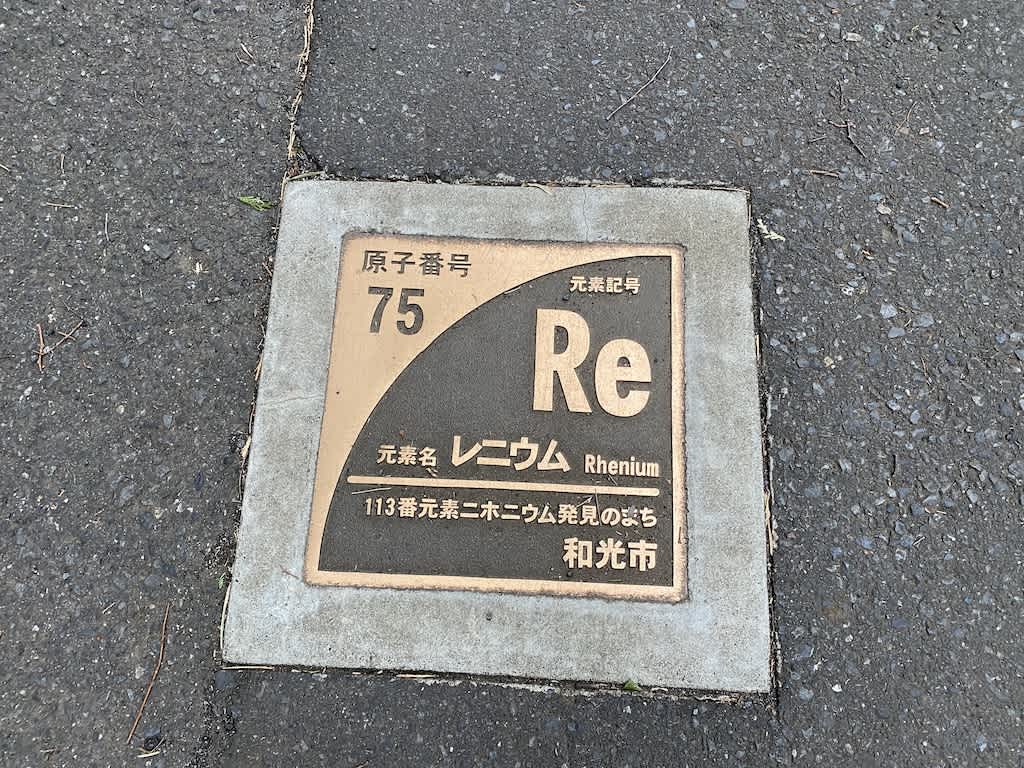 原子番号
75
元素記号
Re
元素名 レニウム Rhenium
113番元素ニホニウム発見のまち
和光市